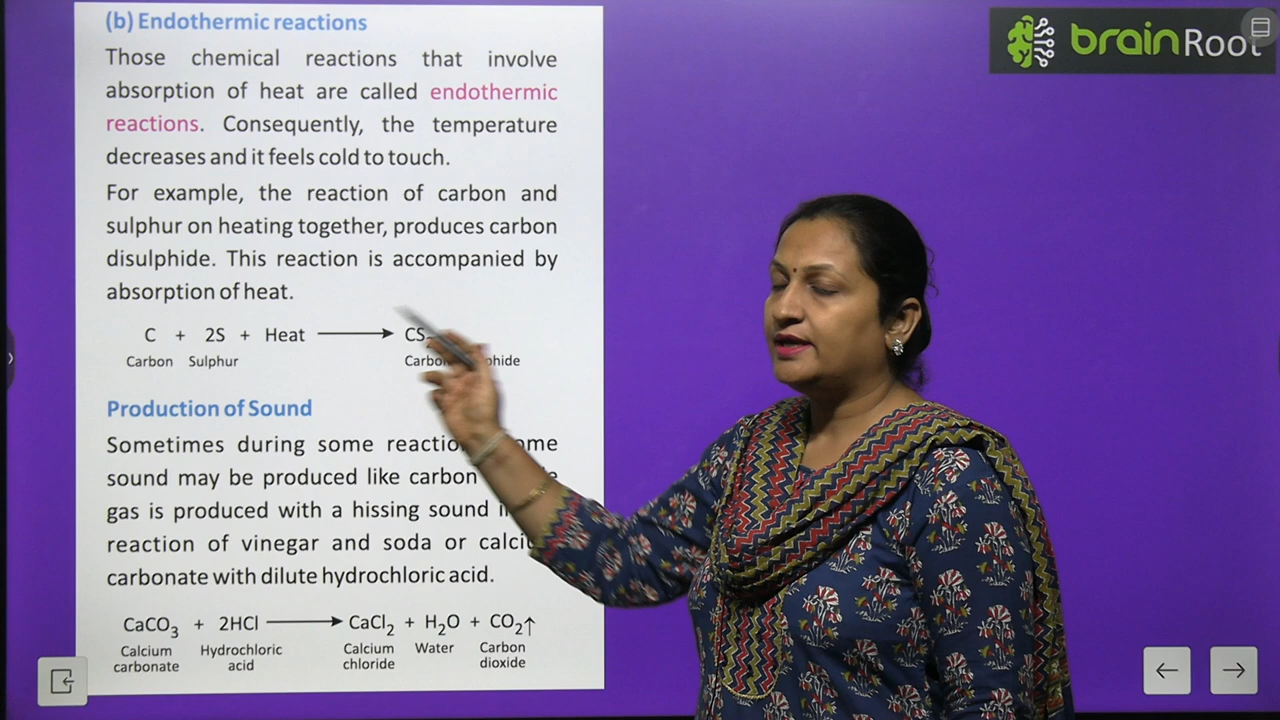 (b) Endothermic reactions
Those chemical reactions that involve
absorption of heat are called endothermic
reactions. Consequently, the temperature
decreases and it feels cold to touch.
For example, the reaction of carbon and
sulphur on heating together, produces carbon
disulphide. This reaction is accompanied by
absorption of heat.
C + 2S + Heat ⟶ CS
Carbon Sulphur
Production of Sound
Sometimes during some
sound may be produced like carbon
gas is produced with a hissing sound
reaction of vinegar and soda or
carbonate with dilute hydrochloric acid.
CaCO₃ + 2HCl ⟶ CaCl₂ + H₂O + CO₂↑
Calcium carbonate Hydrochloric acid Calcium chloride Water Carbon dioxide
brainRoot